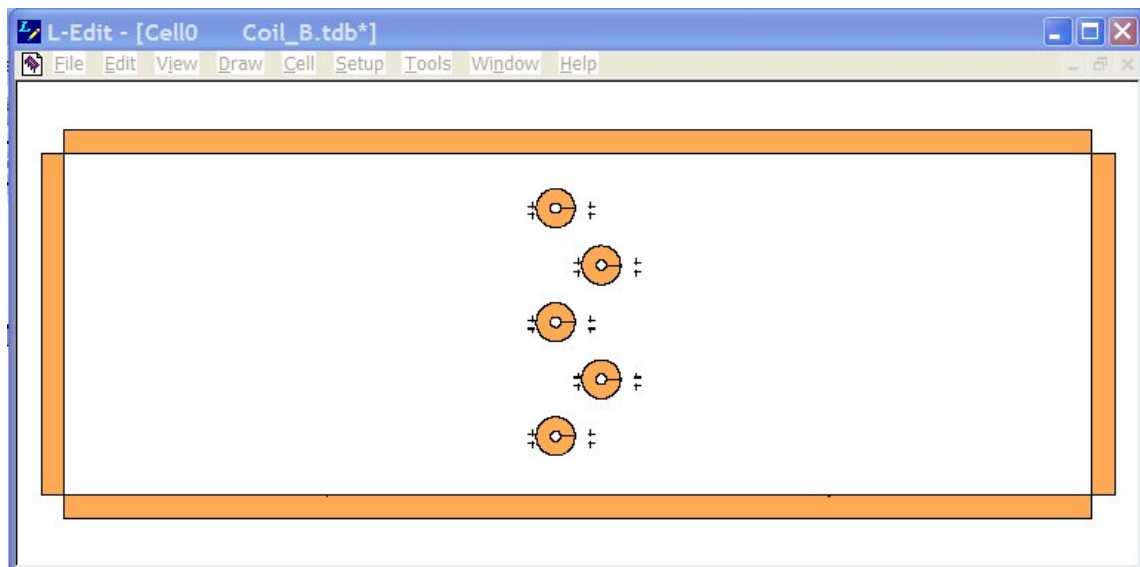 L-Edit - [Cell0 Coil_B.tdb*]
File Edit View Draw Cell Setup Tools Window Help